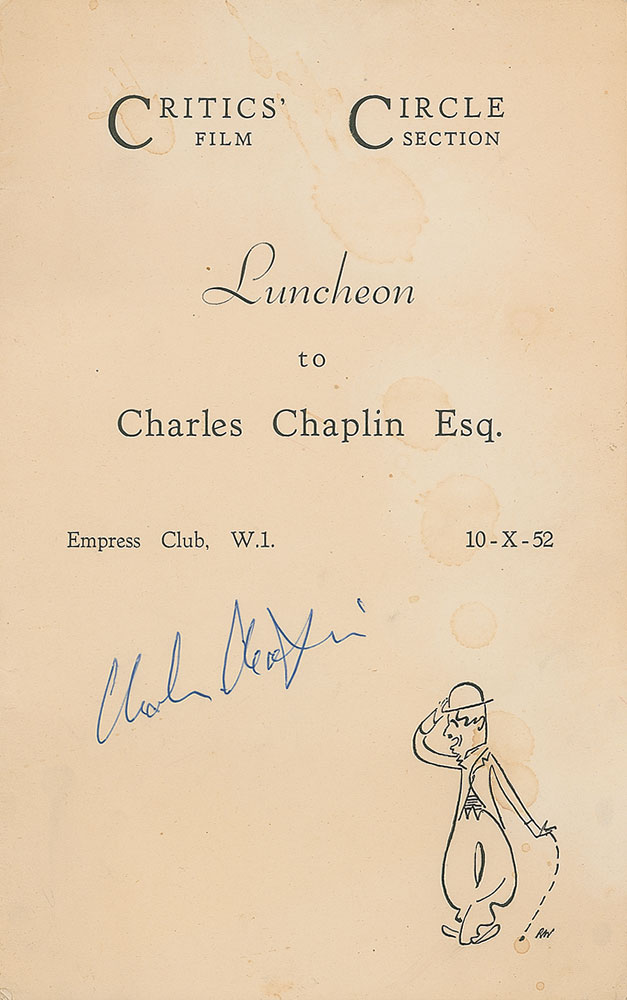 CRITICS' CIRCLE
FILM SECTION
Luncheon
to
Charles Chaplin Esq.
Empress Club, W.1. 10-X-52
Charles Chaplin
RW